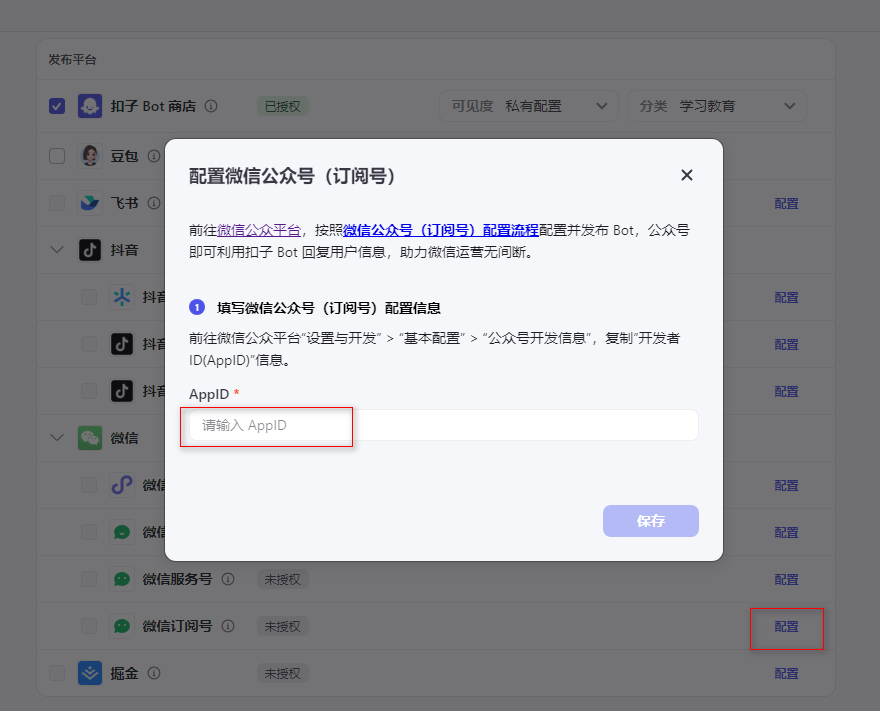 发布平台
扣子 Bot 商店 已授权 可见度 私有配置 分类 学习教育
豆包
飞书 配置
抖音
抖音 配置
抖音 配置
抖音 配置
微信
微信 配置
微信 配置
微信服务号 未授权 配置
微信订阅号 未授权 配置
掘金 未授权 配置
配置微信公众号（订阅号）
前往微信公众平台，按照微信公众号（订阅号）配置流程配置并发布 Bot，公众号
即可利用扣子 Bot 回复用户信息，助力微信运营无间断。
1 填写微信公众号（订阅号）配置信息
前往微信公众平台“设置与开发” > “基本配置” > “公众号开发信息”，复制“开发者
ID(AppID)”信息。
AppID *
请输入 AppID
保存